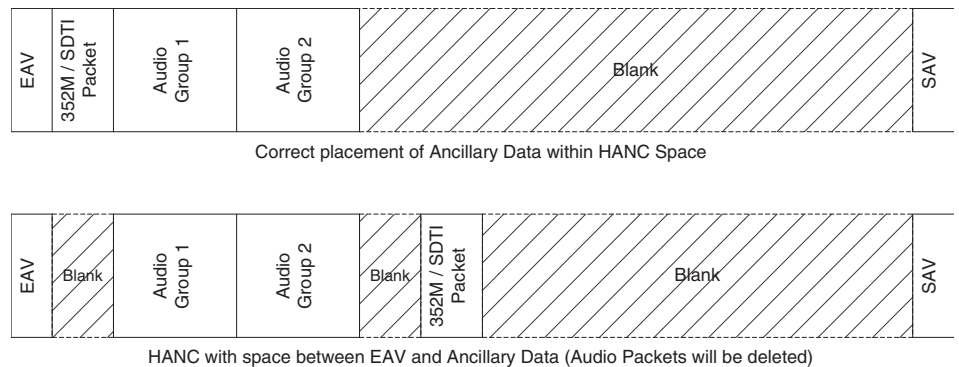 EAV
352M / SDTI
Packet
Audio
Group 1
Audio
Group 2
Blank
SAV
Correct placement of Ancillary Data within HANC Space
EAV
Blank
Audio
Group 1
Audio
Group 2
Blank
352M / SDTI
Packet
Blank
SAV
HANC with space between EAV and Ancillary Data (Audio Packets will be deleted)